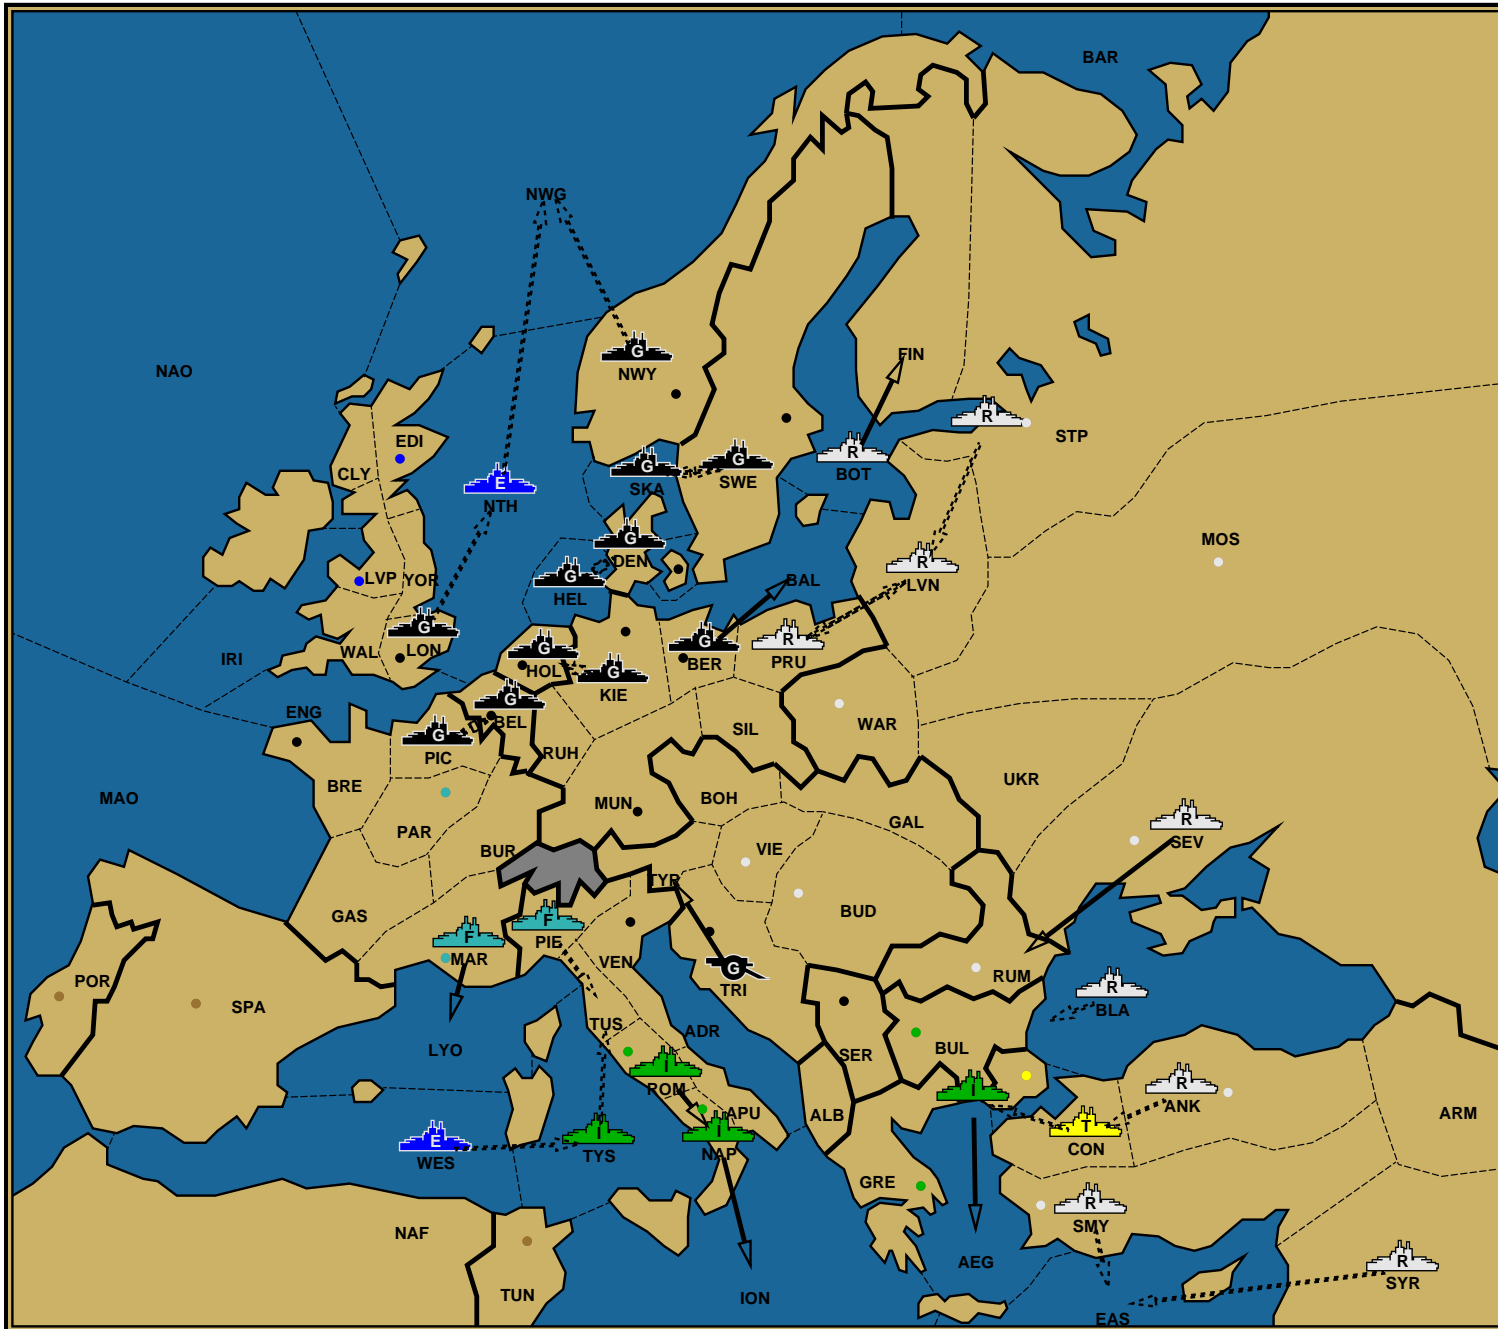 BAR
NWG
G
NWY
NAO
FIN
R
STP
EDI
CLY
R
BOT
G
SKA
G
SWE
E
NTH
G
DEN
MOS
R
LVN
G
HEL
LVP
YOR
BAL
G
LON
WAL
IRI
G
HOL
G
KIE
G
BER
R
PRU
ENG
G
BEL
G
PIC
RUH
SIL
WAR
UKR
BRE
MAO
MUN
BOH
GAL
PAR
BUR
VIE
R
SEV
TYR
BUD
GAS
F
MAR
F
PIE
VEN
G
TRI
RUM
POR
SPA
R
BLA
TUS
ADR
LYO
SER
BUL
I
ROM
I
R
ANK
ARM
APU
ALB
T
CON
E
WES
I
TYS
I
NAP
GRE
R
SMY
NAF
AEG
R
SYR
TUN
ION
EAS